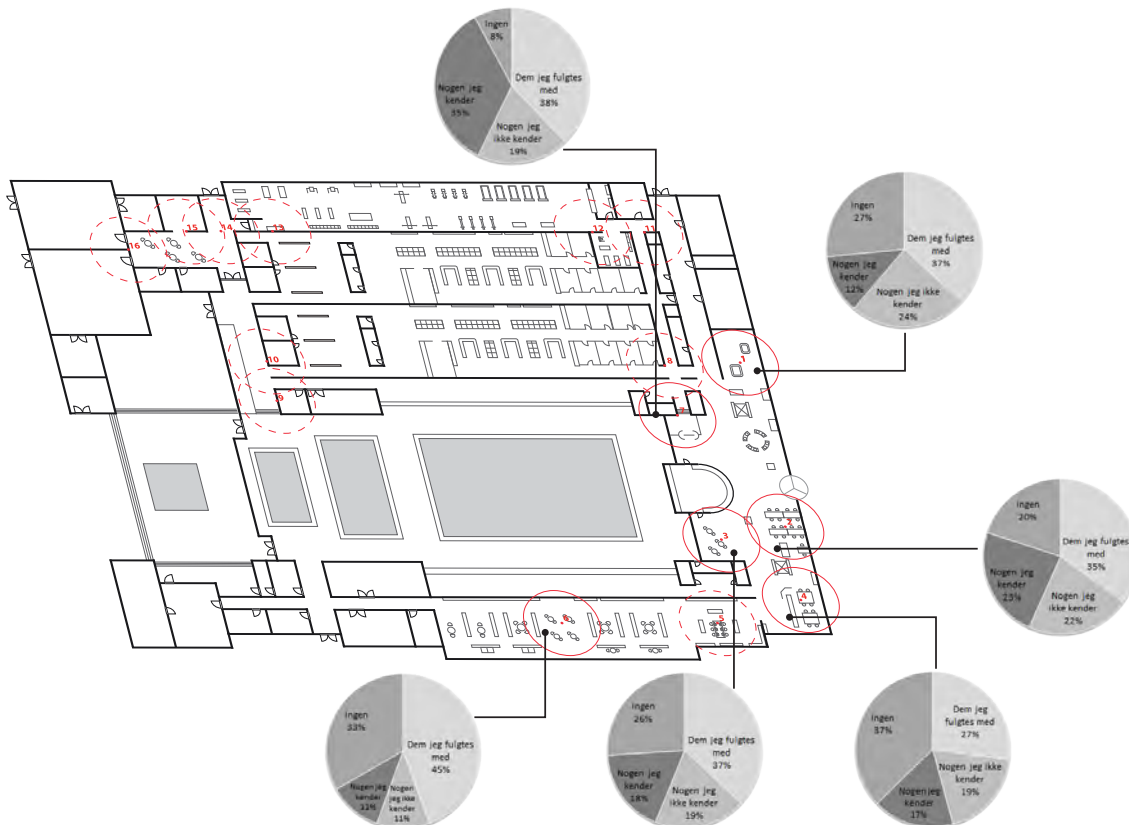 Ingen
8%
Dem jeg fulgtes
med
38%
Nogen jeg
kender
35%
Nogen jeg
ikke kender
19%
Ingen
27%
Dem jeg fulgtes
med
37%
Nogen jeg
kender
12%
Nogen jeg ikke
kender
24%
16
15
14
13
12
11
10
9
8
7
1
2
3
4
5
6
Ingen
20%
Dem jeg fulgtes
med
35%
Nogen jeg
kender
23%
Nogen jeg
ikke kender
22%
Ingen
33%
Dem jeg fulgtes
med
45%
Nogen jeg
kender
11%
Nogen
jeg ikke
kender
11%
Ingen
26%
Dem jeg fulgtes
med
37%
Nogen jeg
kender
18%
Nogen jeg
ikke kender
19%
Ingen
37%
Dem jeg
fulgtes med
27%
Nogen jeg ikke
kender
19%
Nogen jeg
kender
17%